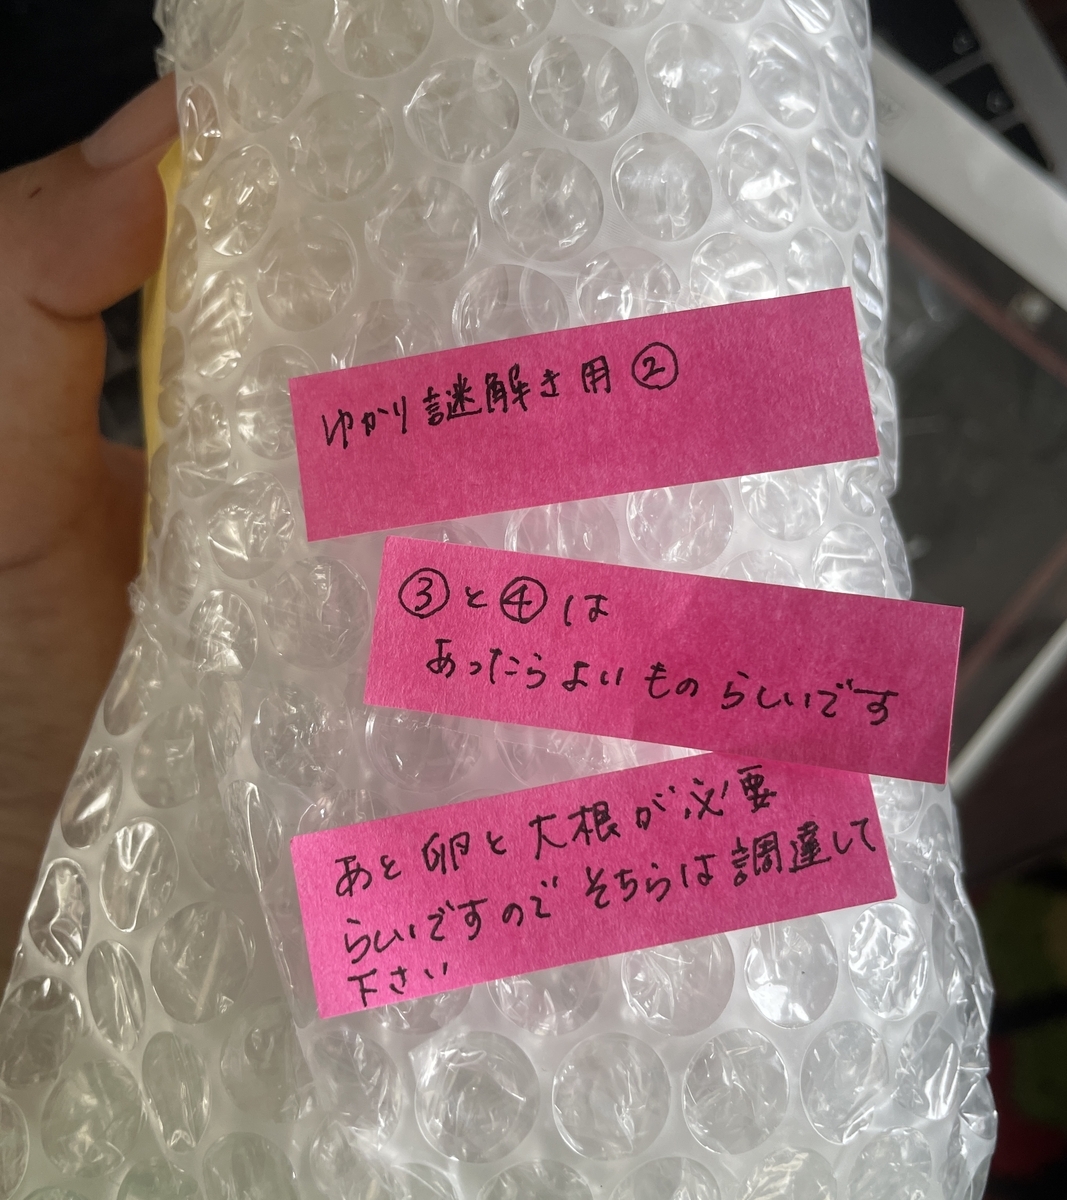 ゆかり謎解き用②
③と④は
あったらよいものらしいです
あと卵と大根が必要
らしいですのでそちらは調達して
下さい